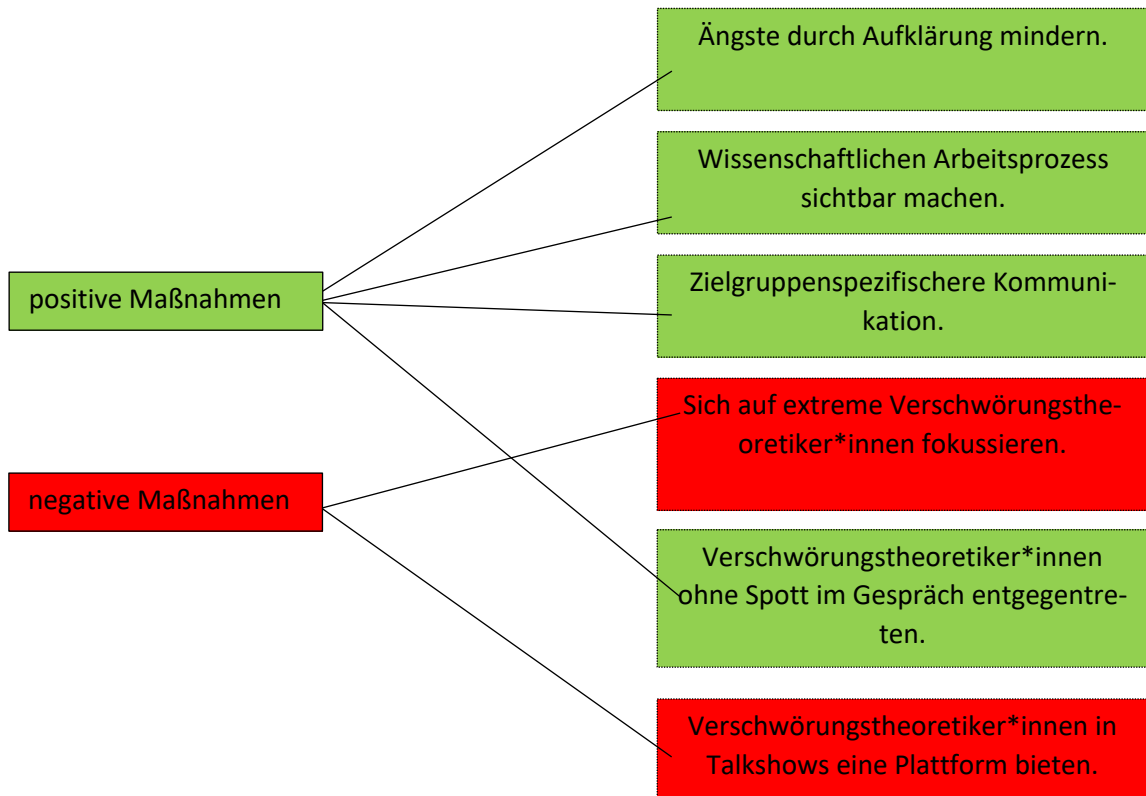 Ängste durch Aufklärung mindern.
Wissenschaftlichen Arbeitsprozess
sichtbar machen.
positive Maßnahmen
Zielgruppenspezifischere Kommuni-
kation.
Sich auf extreme Verschwörungsthe-
oretiker*innen fokussieren.
negative Maßnahmen
Verschwörungstheoretiker*innen
ohne Spott im Gespräch entgegentre-
ten.
Verschwörungstheoretiker*innen in
Talkshows eine Plattform bieten.